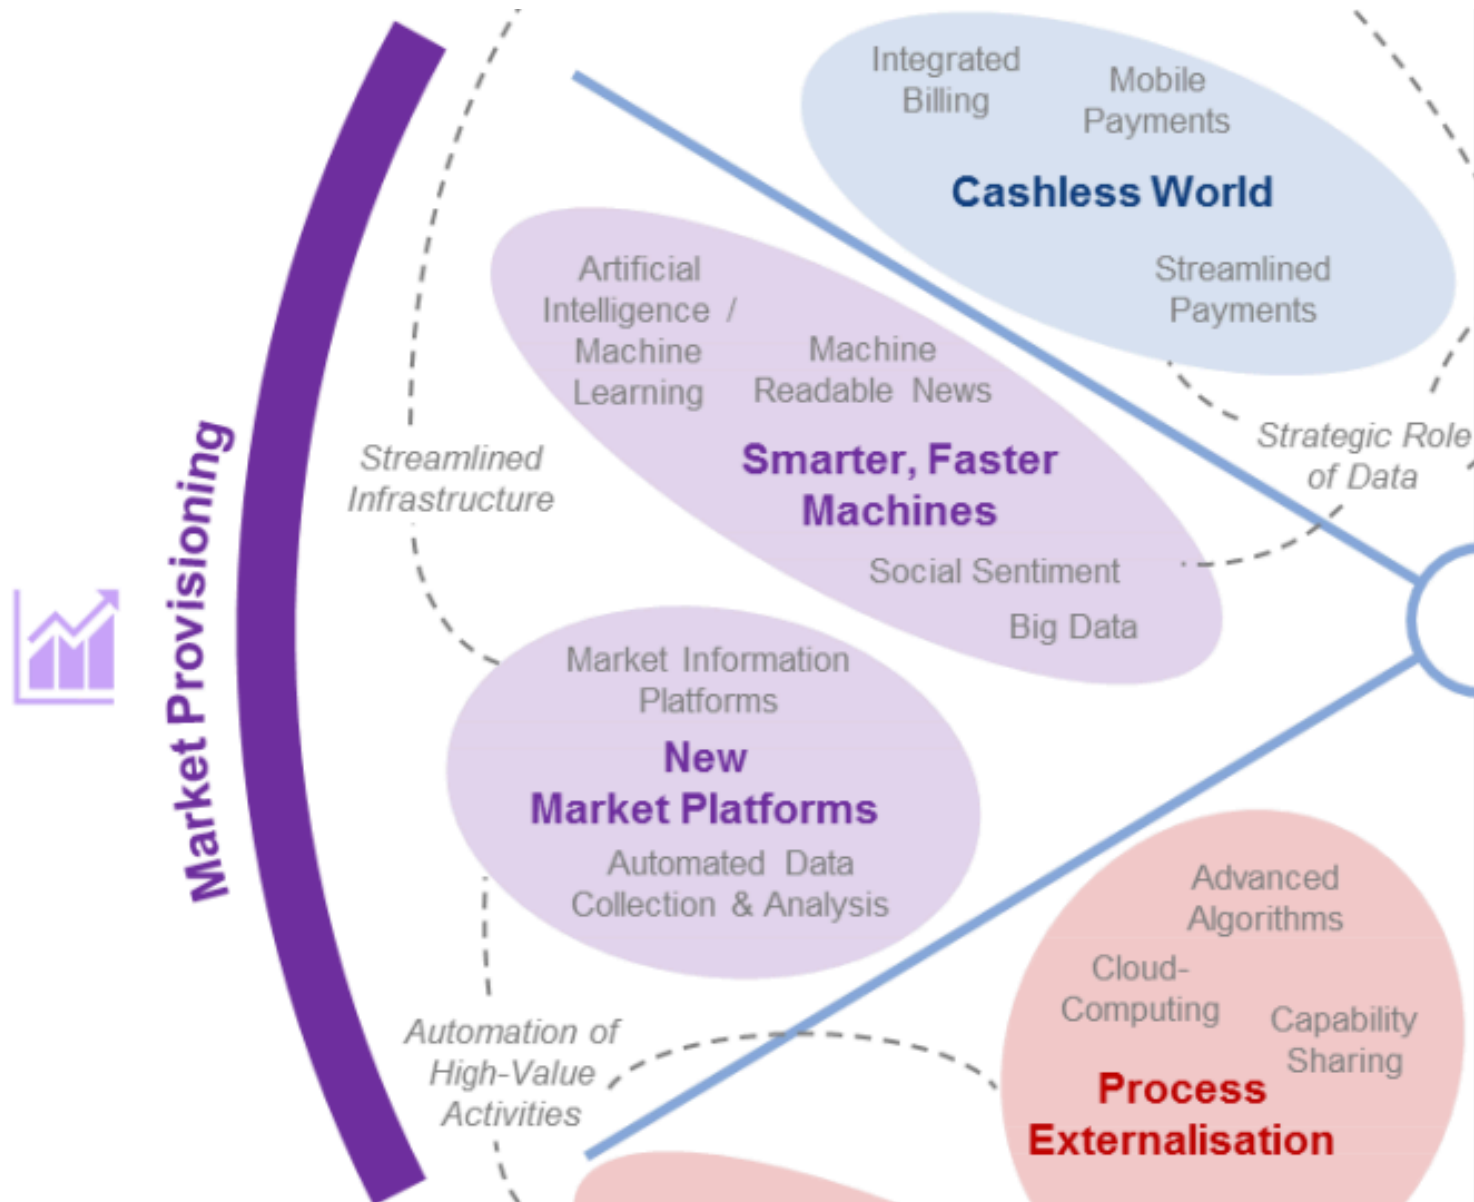 Integrated
Billing
Mobile
Payments
Cashless World
Streamlined
Payments
Artificial
Intelligence /
Machine
Learning
Machine
Readable News
Smarter, Faster
Machines
Social Sentiment
Big Data
Strategic Role
of Data
Streamlined
Infrastructure
Market Provisioning
Market Information
Platforms
New
Market Platforms
Automated Data
Collection & Analysis
Automation of
High-Value
Activities
Advanced
Algorithms
Cloud-
Computing
Capability
Sharing
Process
Externalisation